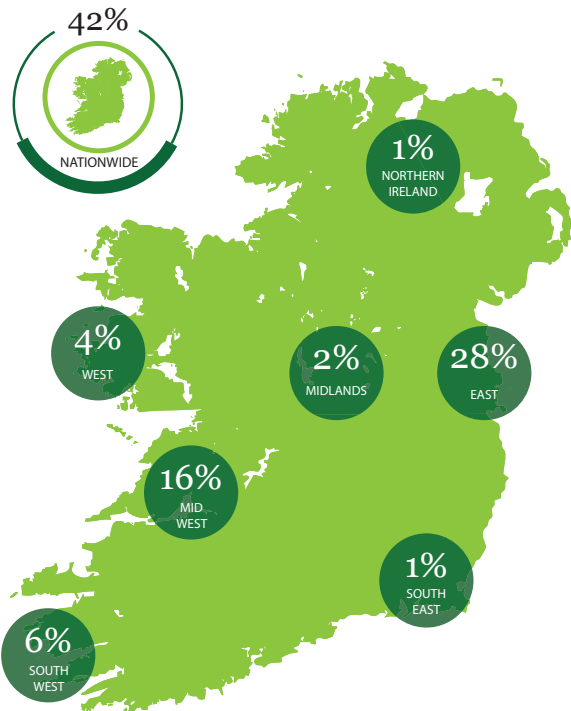 42%
NATIONWIDE
1%
NORTHERN
IRELAND
4%
WEST
2%
MIDLANDS
28%
EAST
16%
MID
WEST
1%
SOUTH
EAST
6%
SOUTH
WEST